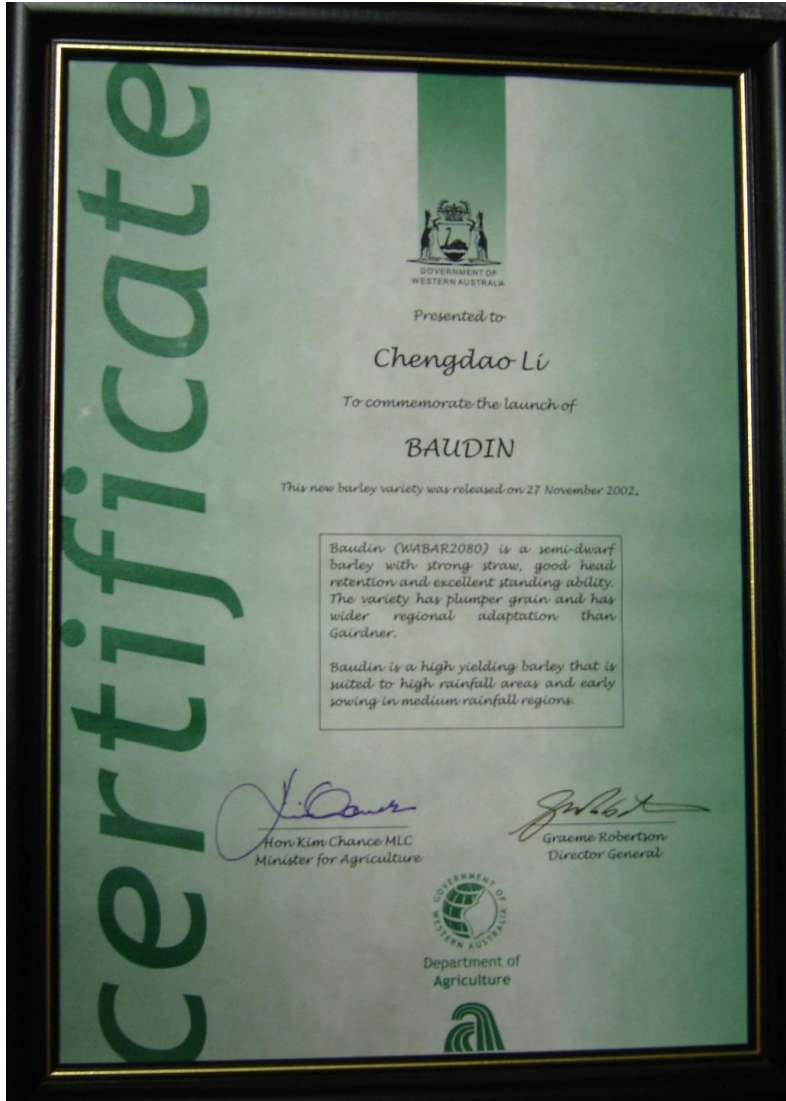 certificate
GOVERNMENT OF
WESTERN AUSTRALIA
Presented to
Chengdao Li
To commemorate the launch of
BAUDIN
This new barley variety was released on 27 November 2002.
Baudin (WABAR2080) is a semi-dwarf
barley with strong straw, good head
retention and excellent standing ability.
The variety has plumper grain and has
wider regional adaptation than
Gairdner.
Baudin is a high yielding barley that is
suited to high rainfall areas and early
sowing in medium rainfall regions.
Hon Kim Chance MLC
Minister for Agriculture
Graeme Robertson
Director General
GOVERNMENT OF
WESTERN AUSTRALIA
Department of
Agriculture